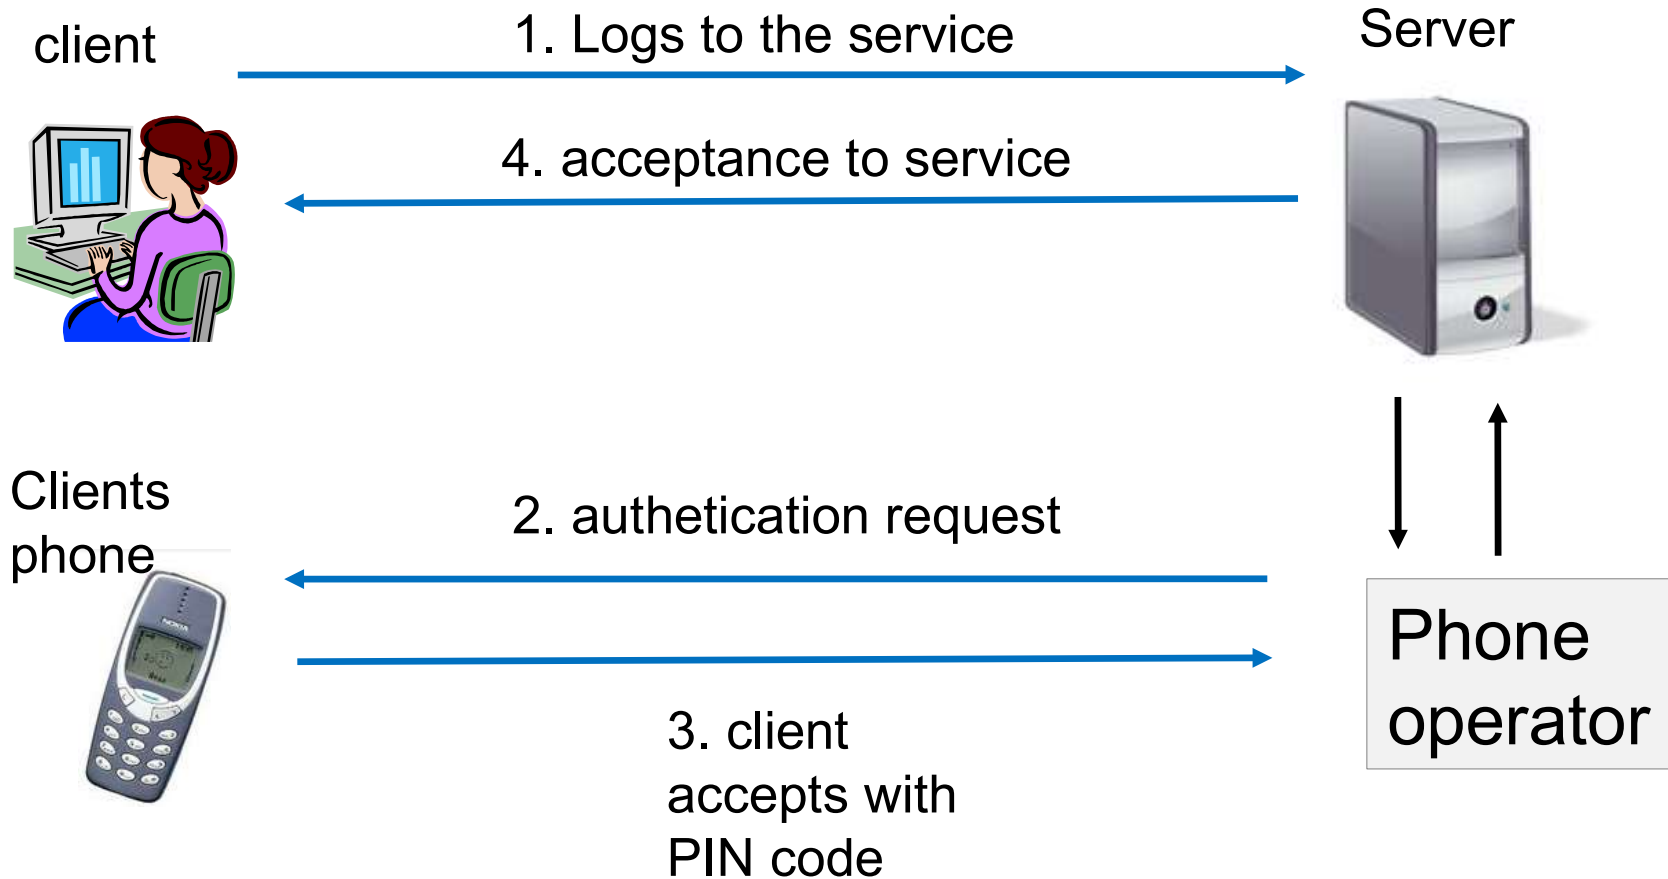 client
1. Logs to the service
Server
4. acceptance to service
Clients
phone
2. authetication request
NOKIA
Phone
operator
3. client
accepts with
PIN code